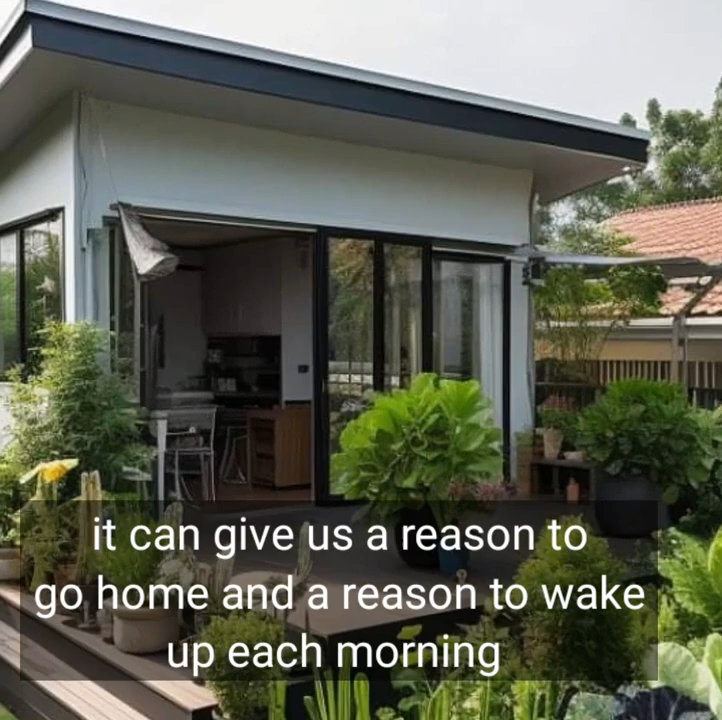 it can give us a reason to
go home and a reason to wake
up each morning